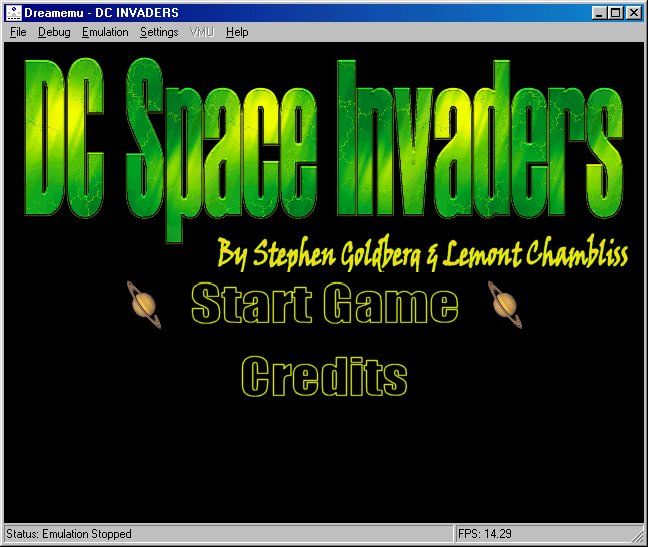 Dreamemu - DC INVADERS
File Debug Emulation Settings VMU Help
DC Space Invaders
By Stephen Goldberg & Lemont Chambliss
Start Game
Credits
Status: Emulation Stopped FPS: 14.29